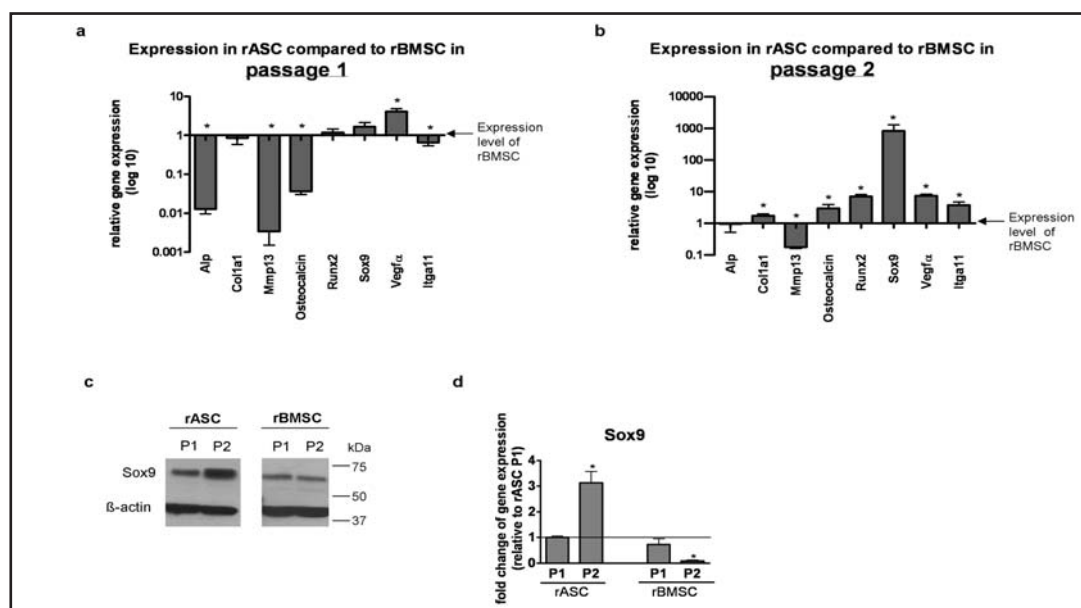 a
Expression in rASC compared to rBMSC in
passage 1
relative gene expression
(log 10)
10
1
0.1
0.01
0.001
* * * * *
Expression
level of
rBMSC
Alp
Col1a1
Mmp13
Osteocalcin
Runx2
Sox9
Vegfα
Itga11
b
Expression in rASC compared to rBMSC in
passage 2
relative gene expression
(log 10)
10000
1000
100
10
1
0.1
* * * * * * *
Expression
level of
rBMSC
Alp
Col1a1
Mmp13
Osteocalcin
Runx2
Sox9
Vegfα
Itga11
c
rASC rBMSC
P1 P2 P1 P2 kDa
Sox9
ß-actin
75
50
37
d
Sox9
fold change of gene expression
(relative to rASC P1)
4
3
2
1
0
* *
P1 P2 P1 P2
rASC rBMSC